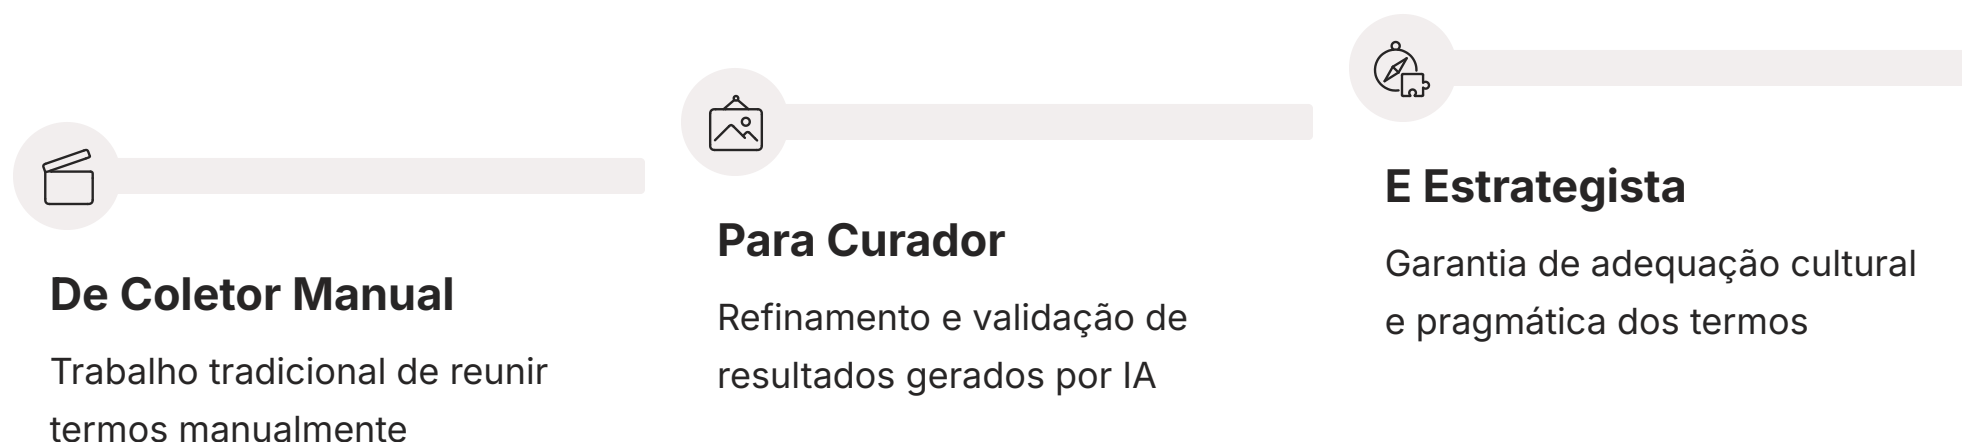 De Coletor Manual
Trabalho tradicional de reunir
termos manualmente
Para Curador
Refinamento e validação de
resultados gerados por IA
E Estrategista
Garantia de adequação cultural
e pragmática dos termos